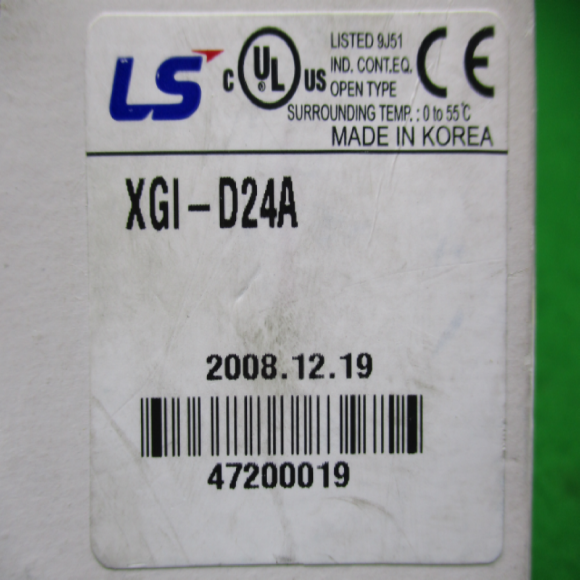 LS
C UL US
LISTED 9J51
IND. CONT.EQ.
OPEN TYPE
CE
SURROUNDING TEMP. : 0 to 55℃
MADE IN KOREA
XGI-D24A
2008.12.19
47200019